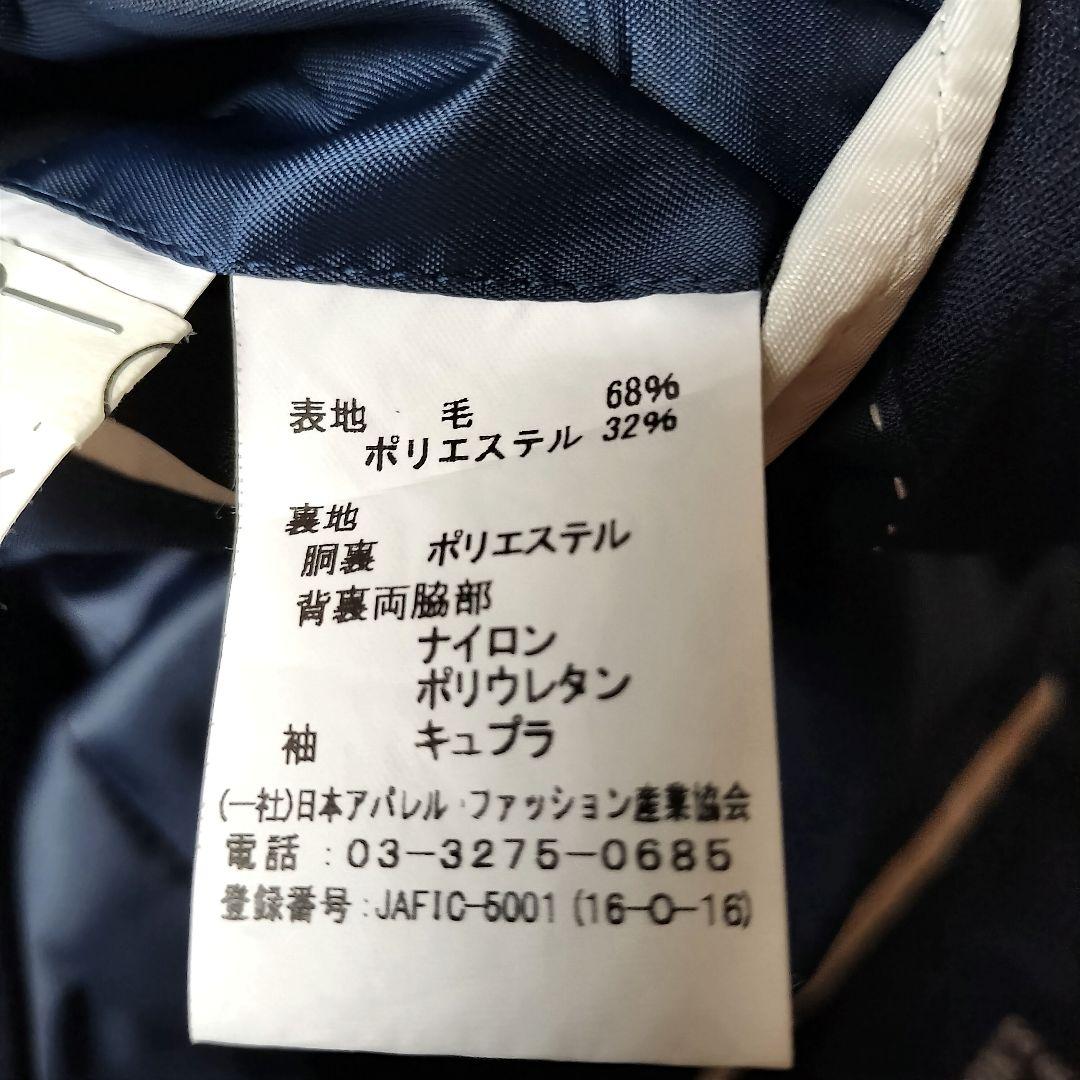 表地 毛 68%
ポリエステル 32%
裏地
胴裏 ポリエステル
背裏両脇部
ナイロン
ポリウレタン
袖 キュプラ
(一社)日本アパレル・ファッション産業協会
電話:03-3275-0685
登録番号:JAFIC-5001 (16-O-16)